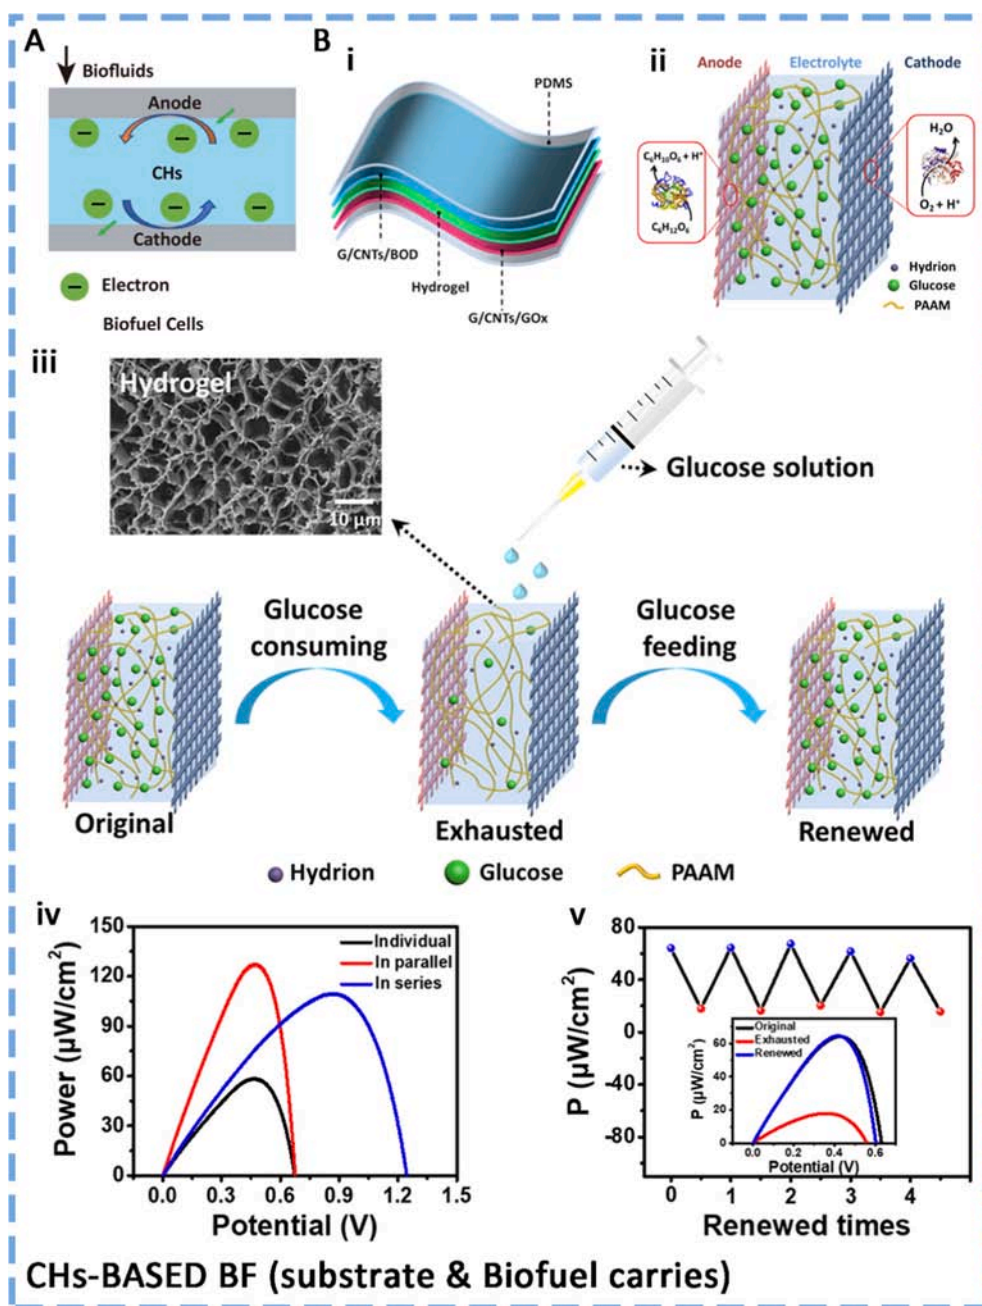 A
Biofluids
Anode
CHs
Cathode
Electron
Biofuel Cells
B
i
PDMS
G/CNTs/BOD
Hydrogel
G/CNTs/GOx
ii
Anode
Electrolyte
Cathode
C₆H₁₀O₆ + H⁺
C₆H₁₂O₆
H₂O
O₂ + H⁺
Hydrion
Glucose
PAAM
iii
Hydrogel
10 μm
Glucose solution
Glucose
consuming
Glucose
feeding
Original
Exhausted
Renewed
Hydrion
Glucose
PAAM
iv
150
120
90
60
30
0
Power (μW/cm²)
Individual
In parallel
In series
0.0 0.3 0.6 0.9 1.2 1.5
Potential (V)
v
80
40
0
-40
-80
P (μW/cm²)
Original
Exhausted
Renewed
60
40
20
0
P (μW/cm²)
0.0 0.2 0.4 0.6
Potential (V)
0 1 2 3 4
Renewed times
CHs-BASED BF (substrate & Biofuel carries)